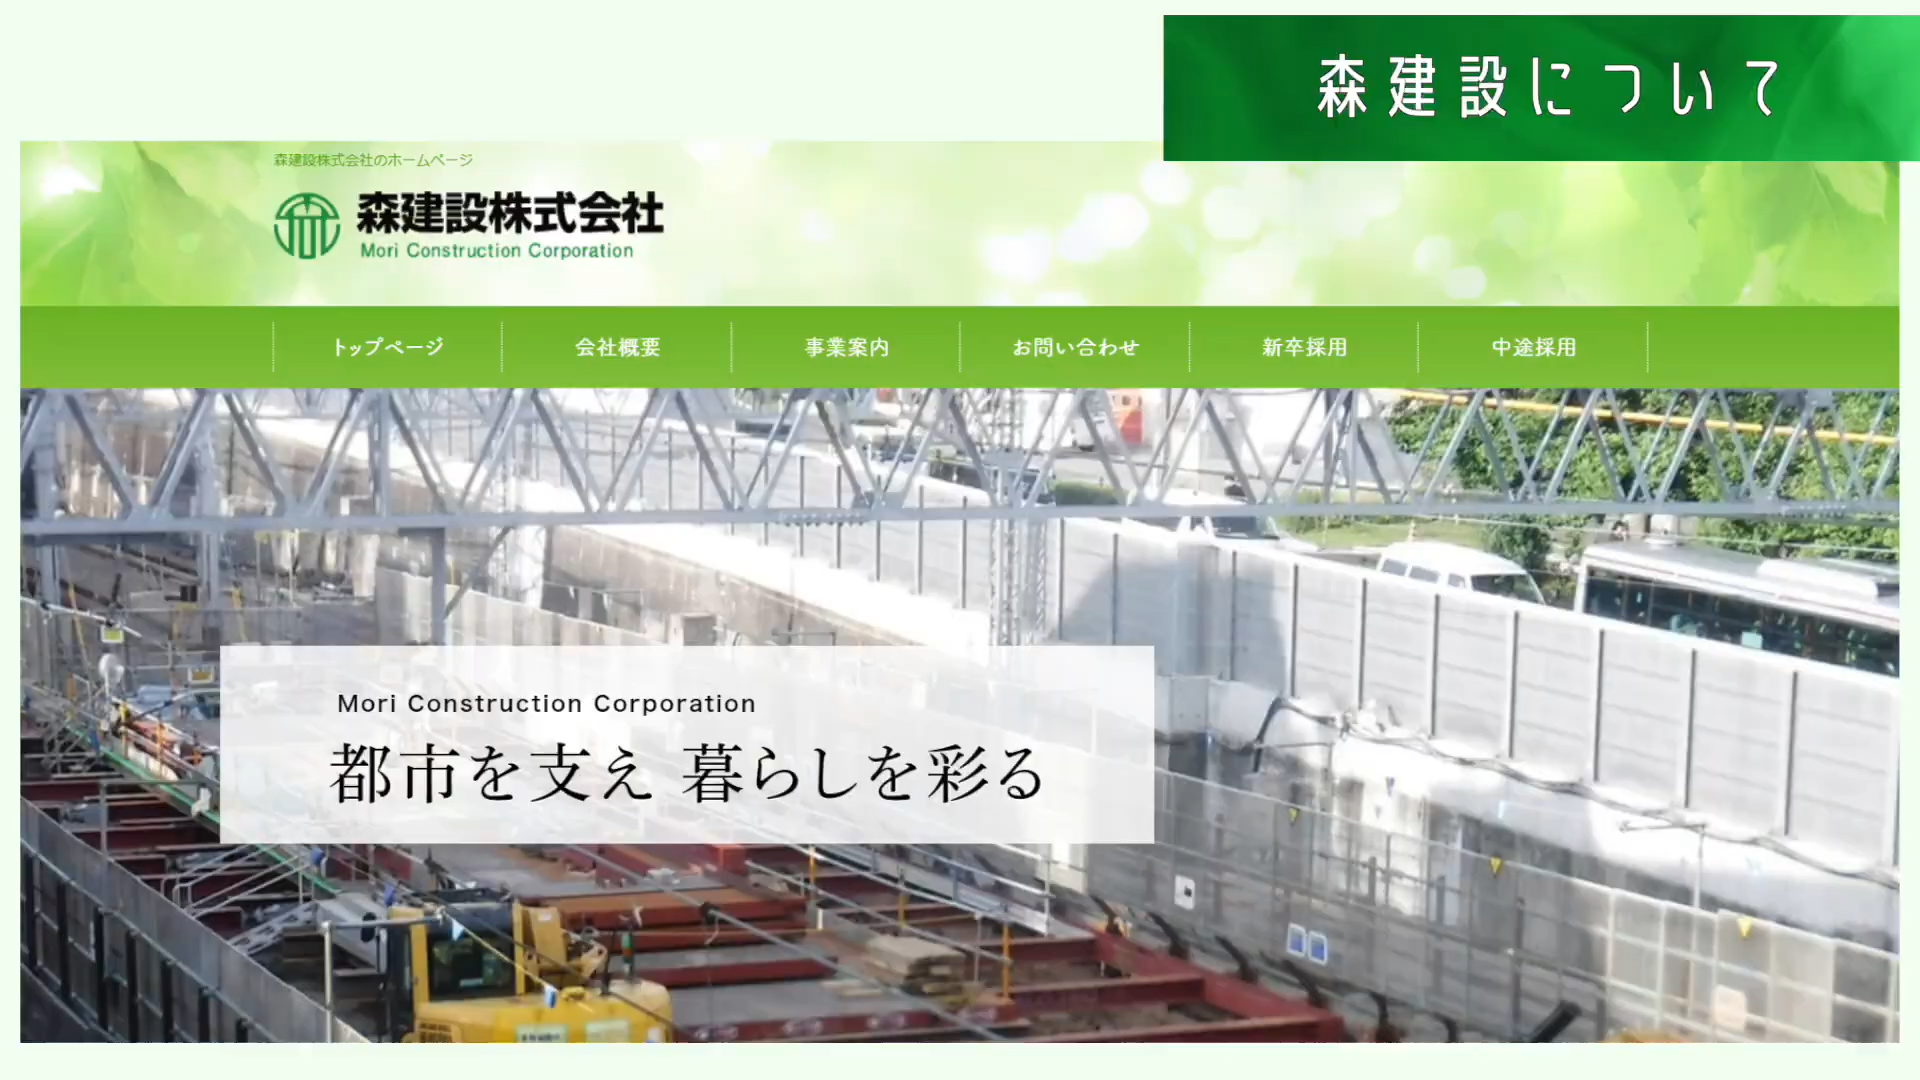 森建設について
森建設株式会社のホームページ
森建設株式会社
Mori Construction Corporation
トップページ
会社概要
事業案内
お問い合わせ
新卒採用
中途採用
Mori Construction Corporation
都市を支え 暮らしを彩る